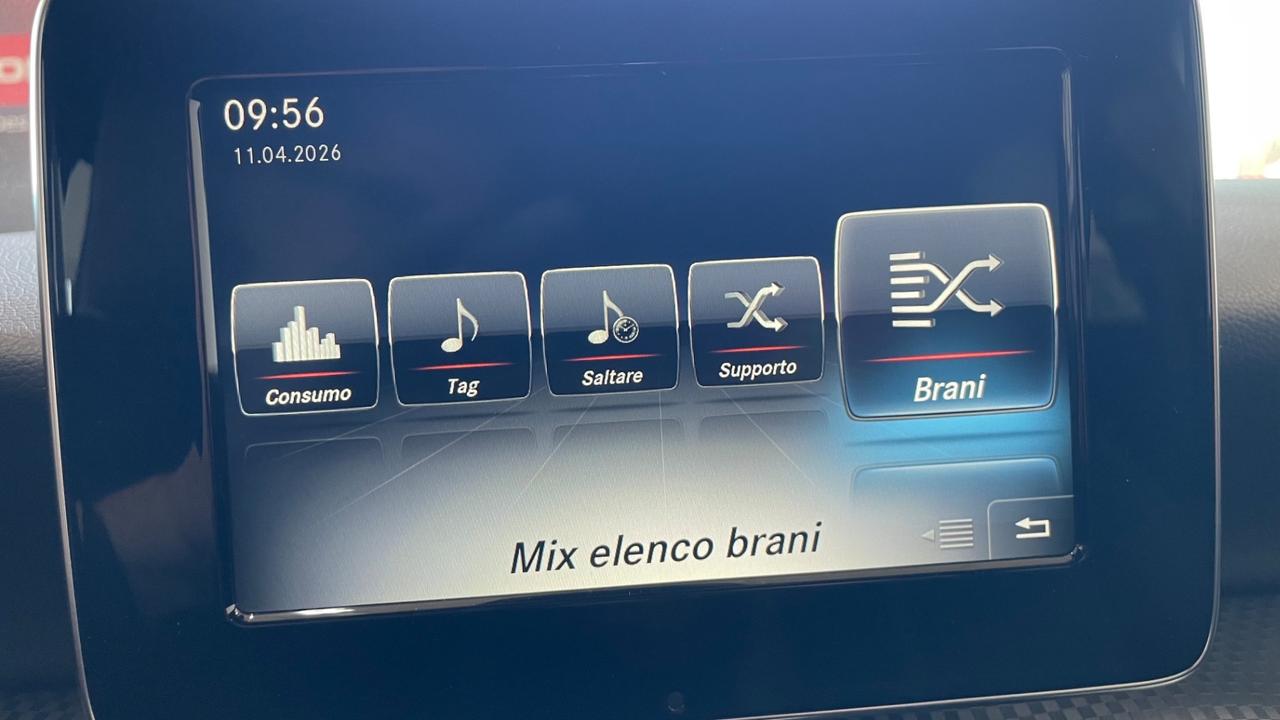 09:56
11.04.2026
Consumo
Tag
Saltare
Supporto
Brani
Mix elenco brani